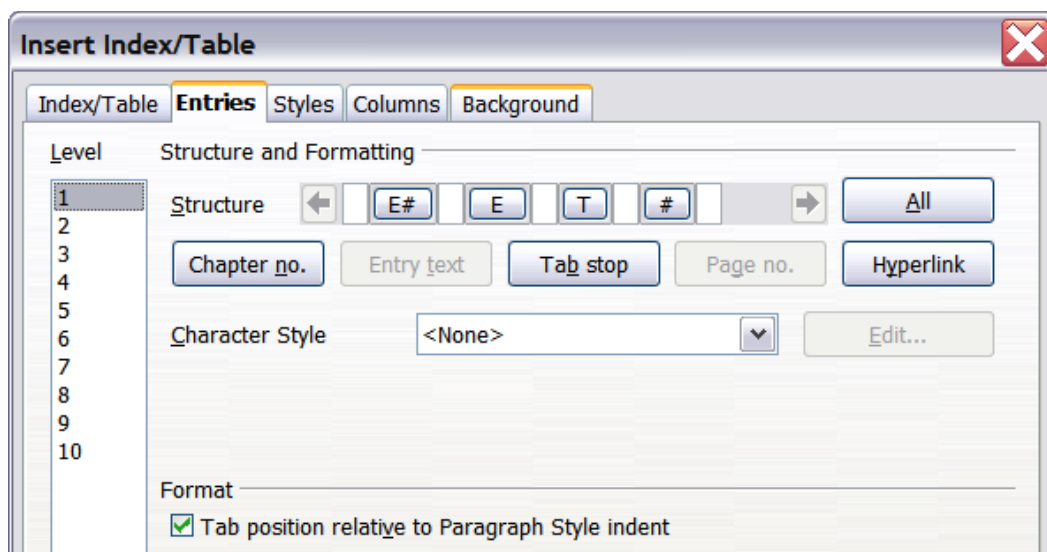 Insert Index/Table
Index/Table Entries Styles Columns Background
Level Structure and Formatting
1
2
3
4
5
6
7
8
9
10
Structure E# E T # All
Chapter no. Entry text Tab stop Page no. Hyperlink
Character Style <None> Edit...
Format
Tab position relative to Paragraph Style indent